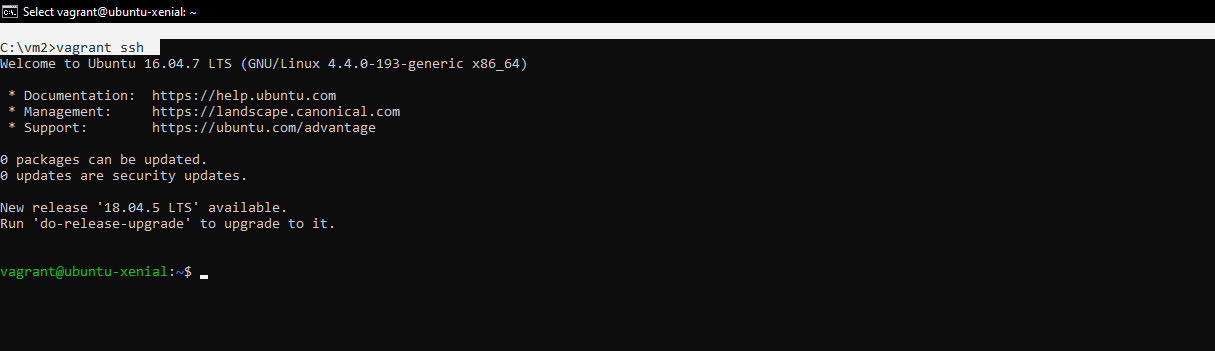 Select vagrant@ubuntu-xenial: ~
C:\vm2>vagrant ssh
Welcome to Ubuntu 16.04.7 LTS (GNU/Linux 4.4.0-193-generic x86_64)
 * Documentation:  https://help.ubuntu.com
 * Management:     https://landscape.canonical.com
 * Support:        https://ubuntu.com/advantage
0 packages can be updated.
0 updates are security updates.
New release '18.04.5 LTS' available.
Run 'do-release-upgrade' to upgrade to it.
vagrant@ubuntu-xenial:~$